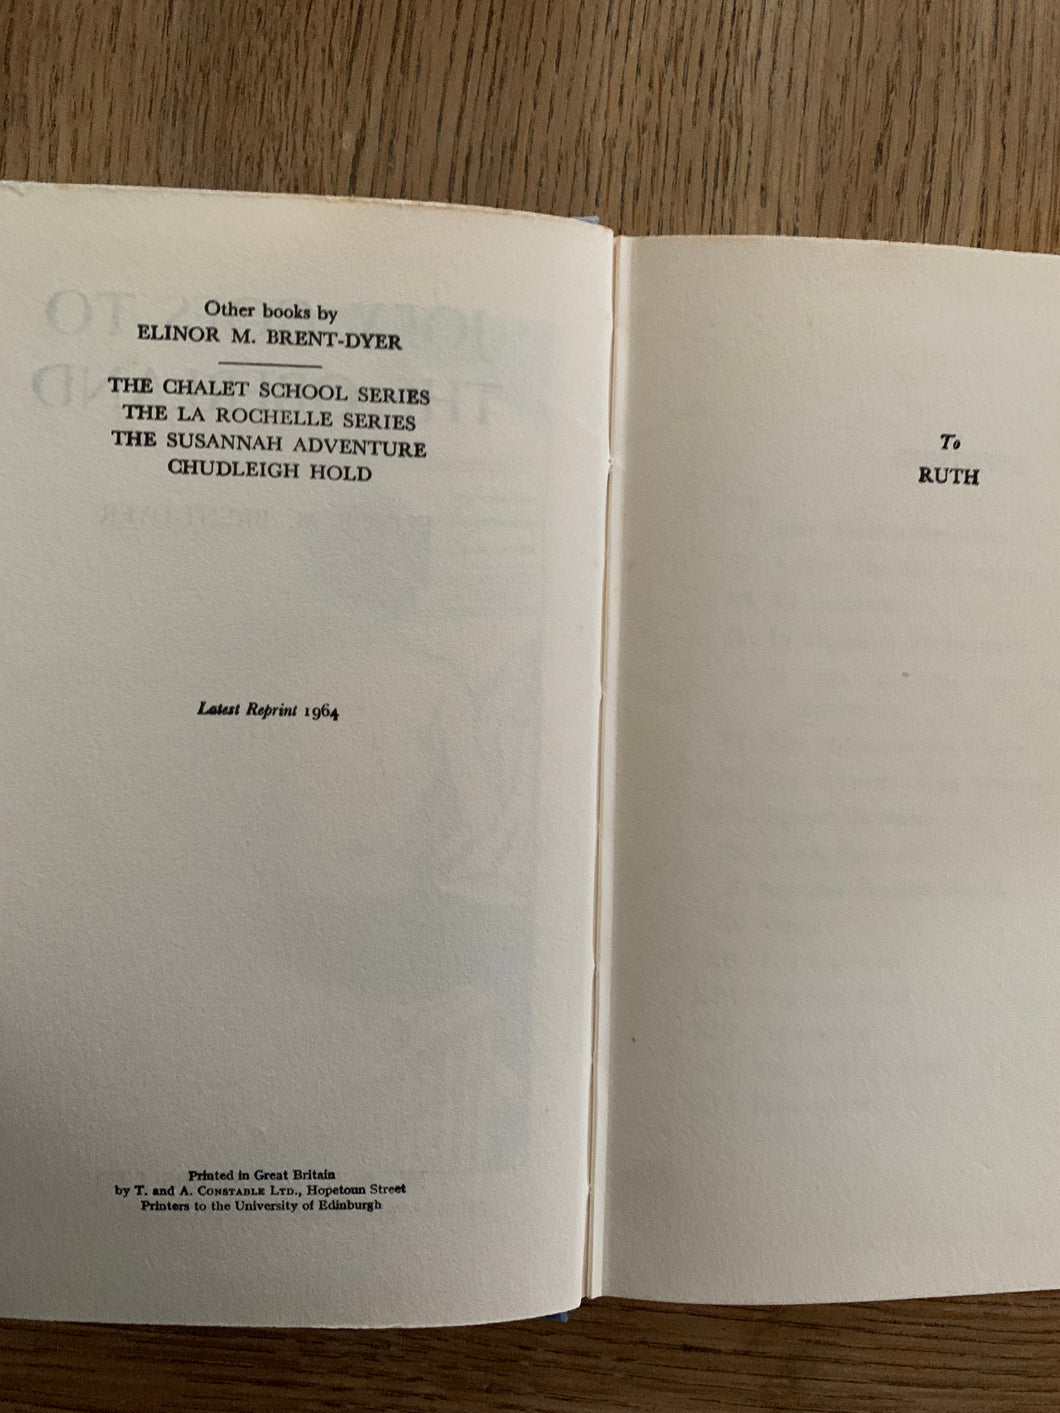 Other books by
ELINOR M. BRENT-DYER
THE CHALET SCHOOL SERIES
THE LA ROCHELLE SERIES
THE SUSANNAH ADVENTURE
CHUDLEIGH HOLD
Latest Reprint 1964
Printed in Great Britain
by T. and A. CONSTABLE LTD., Hopetoun Street
Printers to the University of Edinburgh
To
RUTH